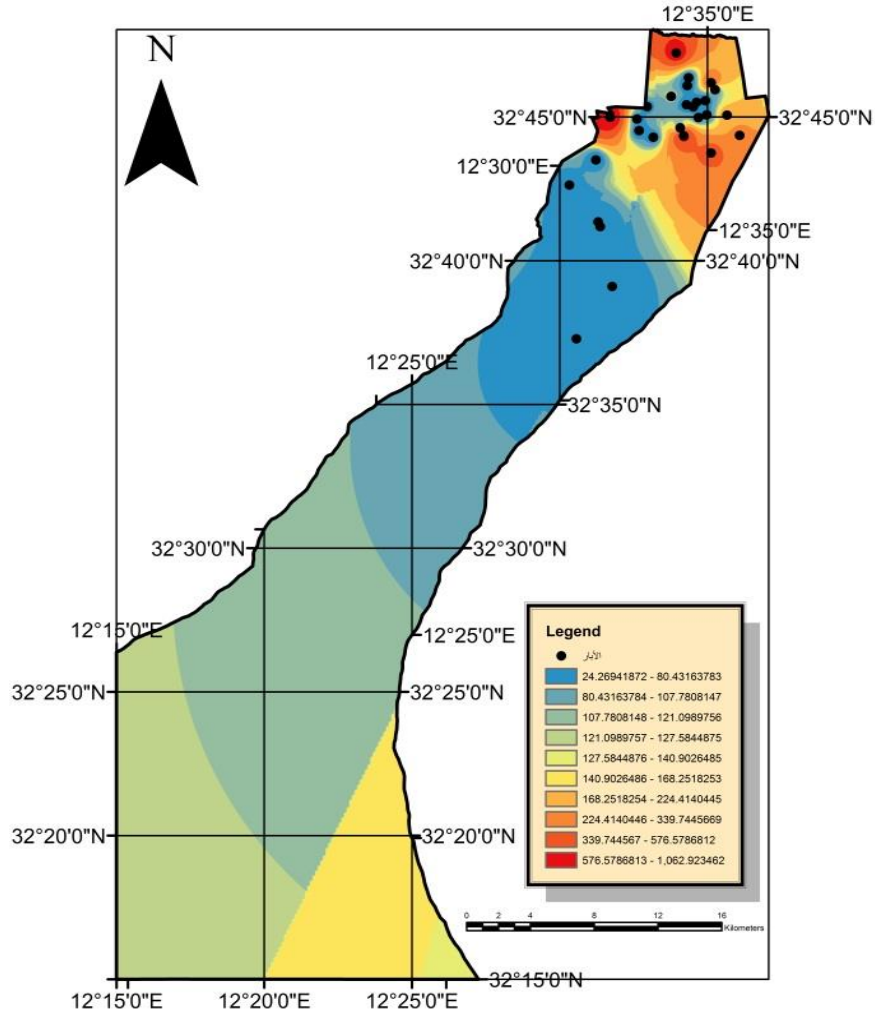 12°35'0"E
N
32°45'0"N
32°45'0"N
12°30'0"E
12°35'0"E
32°40'0"N
32°40'0"N
12°25'0"E
32°35'0"N
32°30'0"N
32°30'0"N
12°15'0"E
12°25'0"E
32°25'0"N
32°25'0"N
32°20'0"N
32°20'0"N
32°15'0"N
12°15'0"E
12°20'0"E
12°25'0"E
Legend
الأبار
24.26941872 - 80.43163783
80.43163784 - 107.7808147
107.7808148 - 121.0989756
121.0989757 - 127.5844875
127.5844876 - 140.9026485
140.9026486 - 168.2518253
168.2518254 - 224.4140445
224.4140446 - 339.7445669
339.744567 - 576.5786812
576.5786813 - 1,062.923462
0 2 4 8 12 16
Kilometers